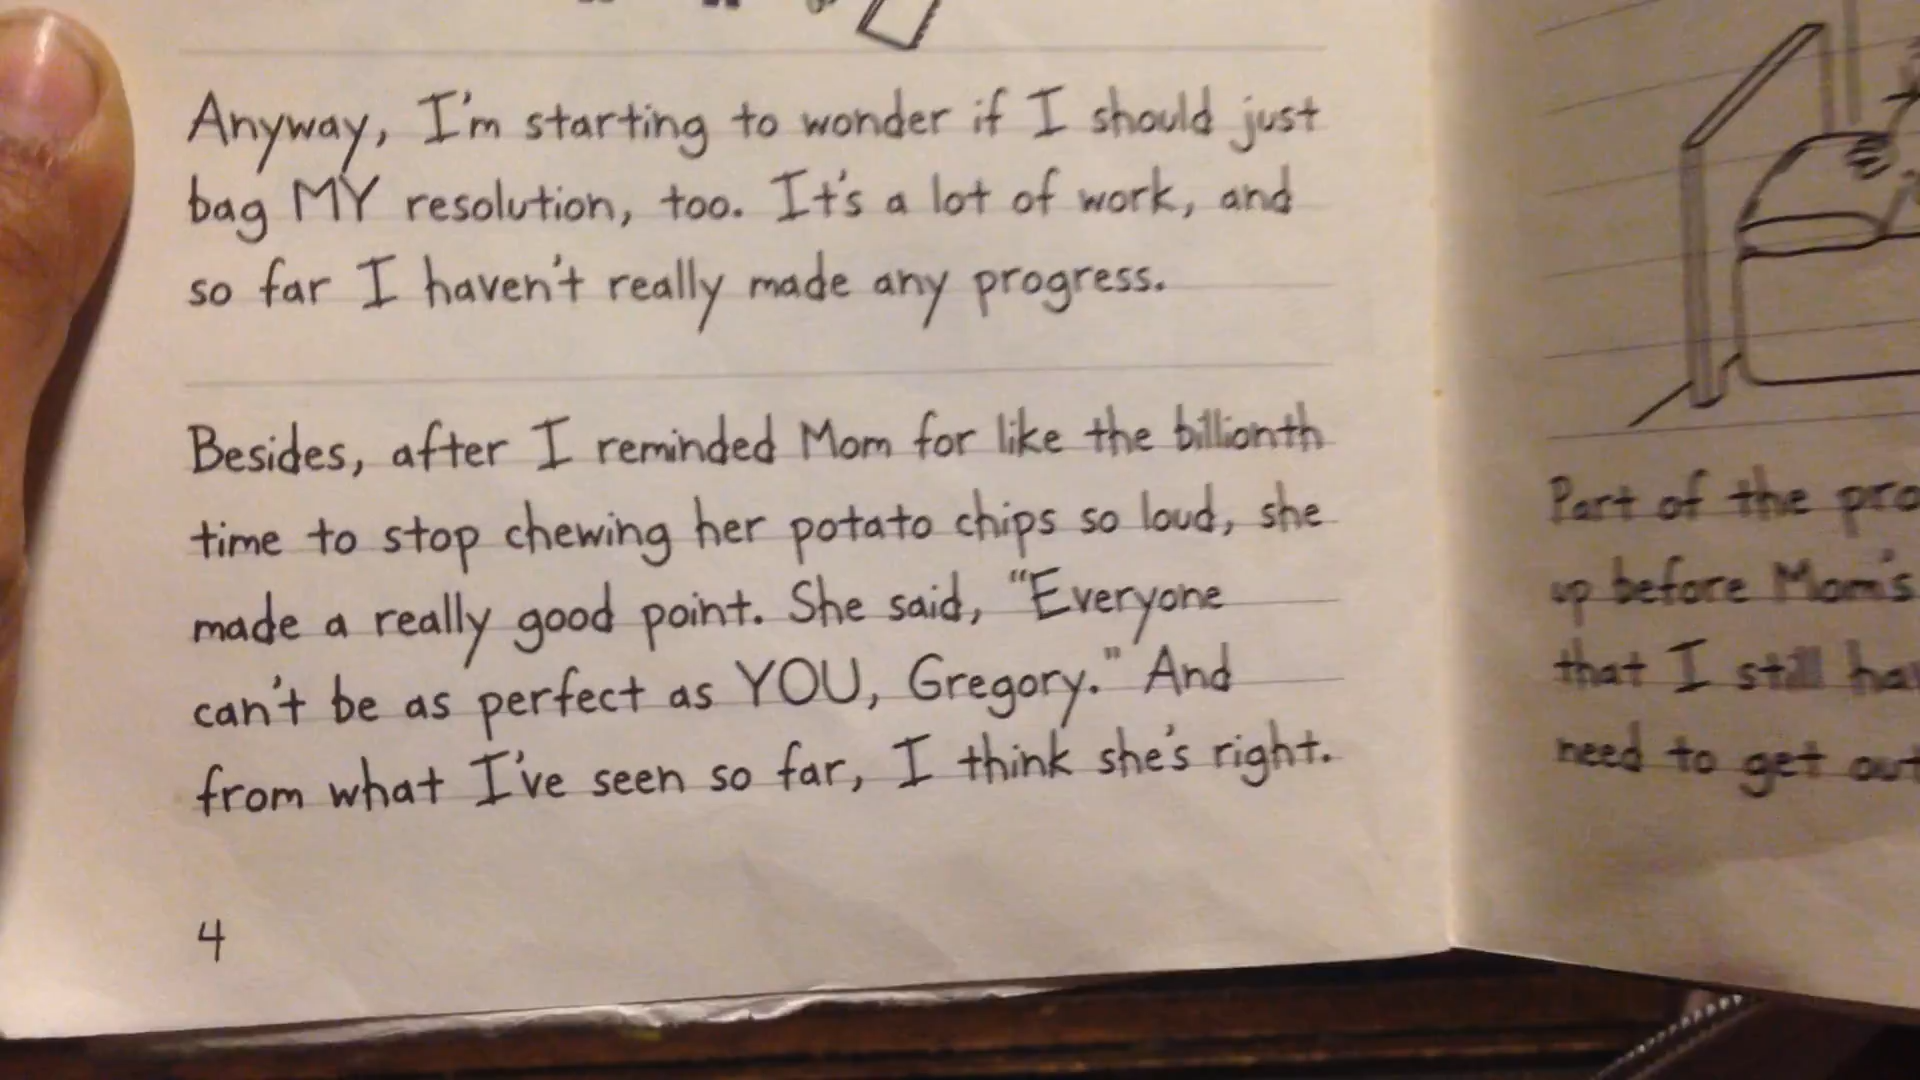 Anyway, I'm starting to wonder if I should just
bag MY resolution, too. It's a lot of work, and
so far I haven't really made any progress.
Besides, after I reminded Mom for like the billionth
time to stop chewing her potato chips so loud, she
made a really good point. She said, "Everyone
can't be as perfect as YOU, Gregory." And
from what I've seen so far, I think she's right.
4
Part of the
up before Mom's
that I still
need to get out